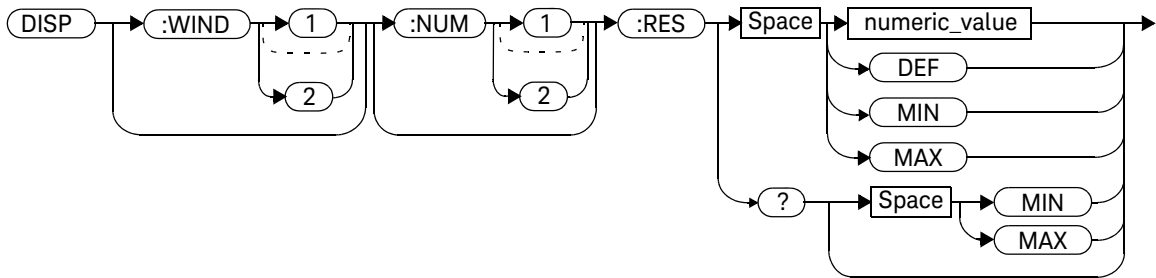 DISP :WIND 1 :NUM 1 :RES Space numeric_value
2 2 DEF
MIN
MAX
? Space MIN
MAX